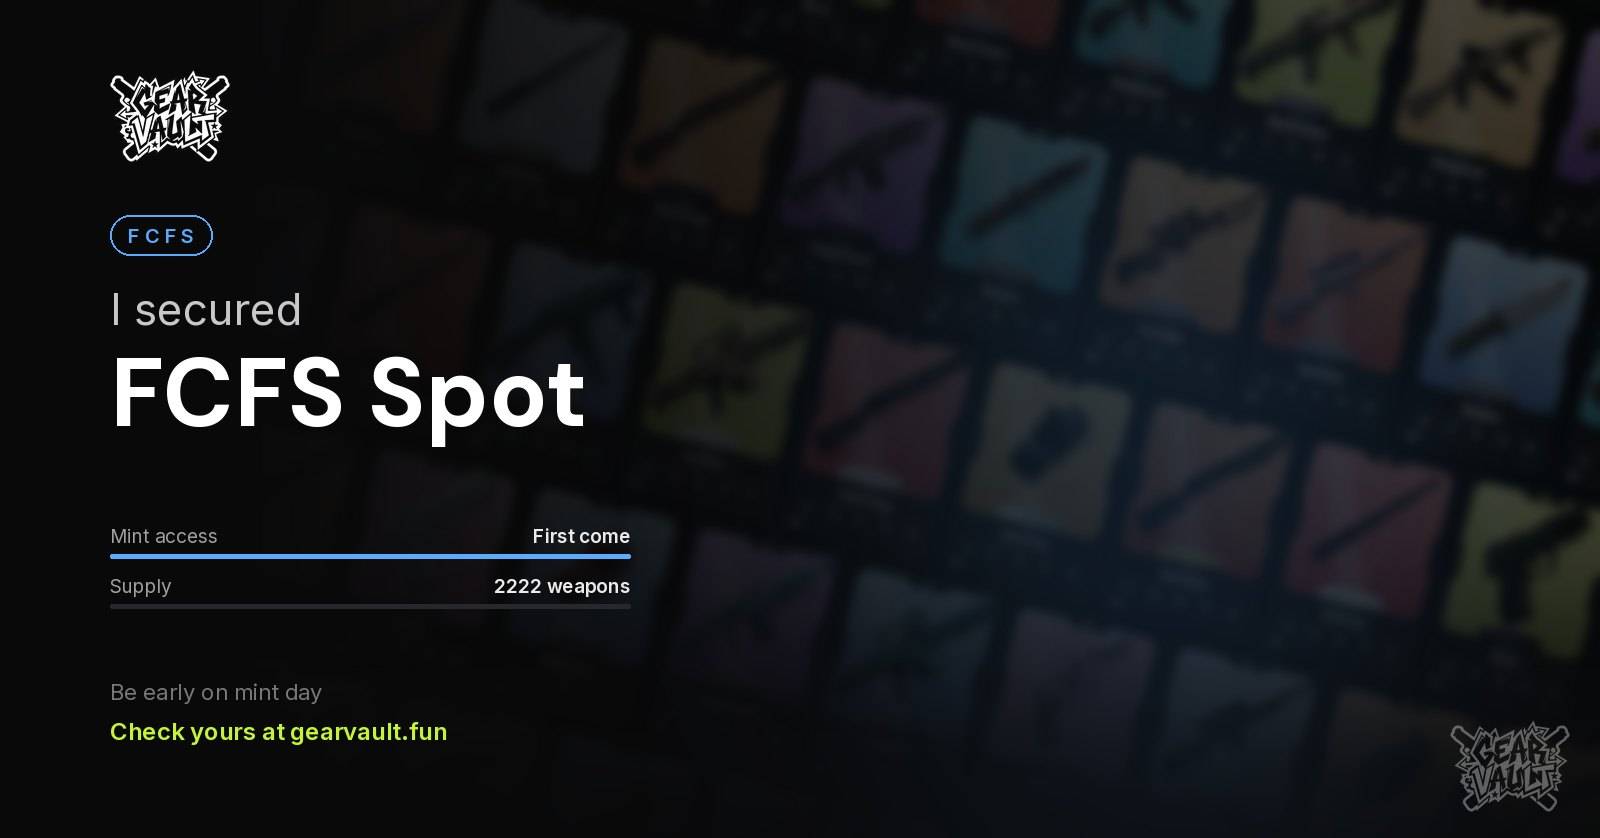 GEAR
VAULT
FCFS
I secured
FCFS Spot
Mint access First come
Supply 2222 weapons
Be early on mint day
Check yours at gearvault.fun
GEAR
VAULT